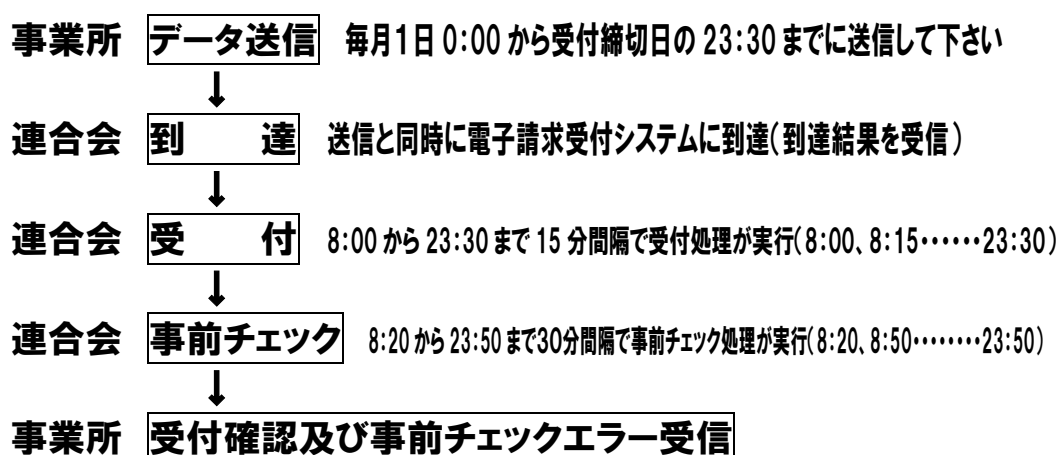 事業所 データ送信 毎月1日 0:00 から受付締切日の 23:30 までに送信して下さい
↓
連合会 到 達 送信と同時に電子請求受付システムに到達(到達結果を受信)
↓
連合会 受 付 8:00 から 23:30 まで 15 分間隔で受付処理が実行(8:00、8:15‥‥‥23:30)
↓
連合会 事前チェック 8:20 から 23:50 まで30分間隔で事前チェック処理が実行(8:20、8:50‥‥‥‥23:50)
↓
事業所 受付確認及び事前チェックエラー受信